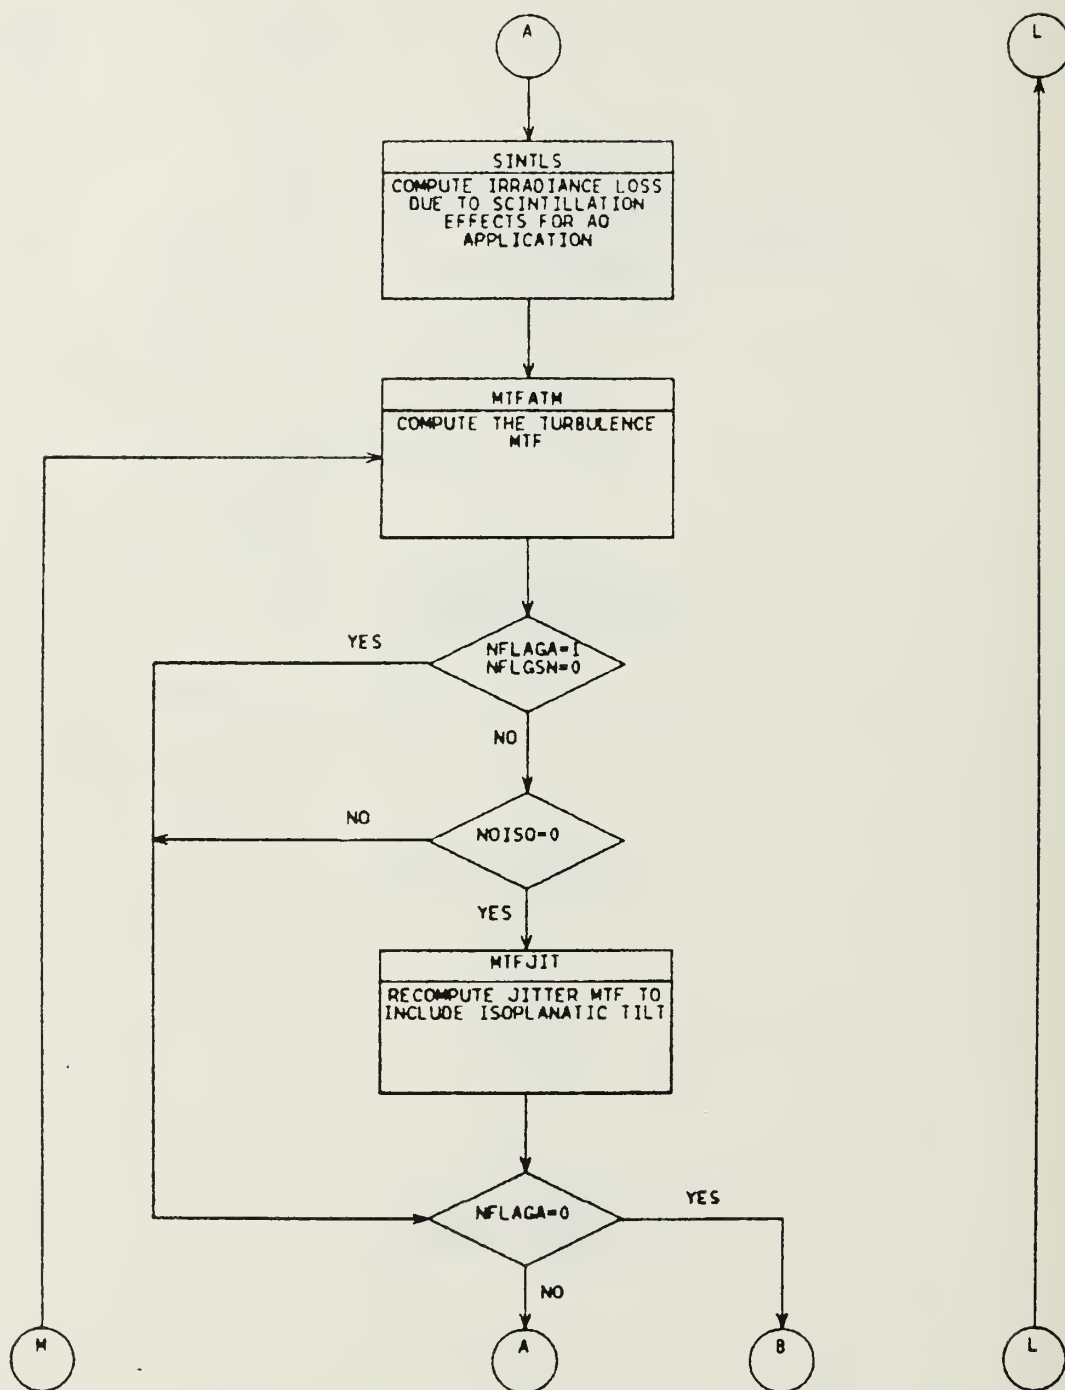 A
L
SINTLS
COMPUTE IRRADIANCE LOSS
DUE TO SCINTILLATION
EFFECTS FOR AO
APPLICATION
MTFATM
COMPUTE THE TURBULENCE
MTF
YES
NFLAGA=1
NFLGSN=0
NO
NO
NOISO=0
YES
MTFJIT
RECOMPUTE JITTER MTF TO
INCLUDE ISOPLANATIC TILT
NFLAGA=0
YES
NO
M
A
B
L